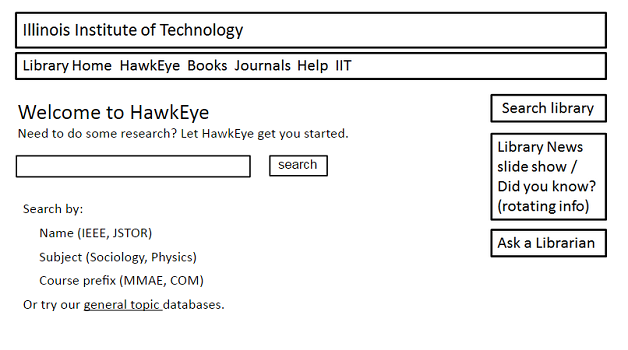 Illinois Institute of Technology
Library Home HawkEye Books Journals Help IIT
Welcome to HawkEye
Need to do some research? Let HawkEye get you started.
search
Search by:
Name (IEEE, JSTOR)
Subject (Sociology, Physics)
Course prefix (MMAE, COM)
Or try our general topic databases.
Search library
Library News
slide show /
Did you know?
(rotating info)
Ask a Librarian